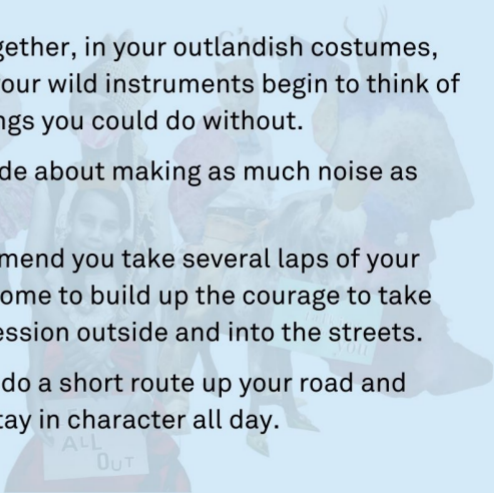 gether, in your outlandish costumes,
our wild instruments begin to think of
ngs you could do without.
de about making as much noise as
mend you take several laps of your
ome to build up the courage to take
ession outside and into the streets.
do a short route up your road and
tay in character all day.
ALL
OUT